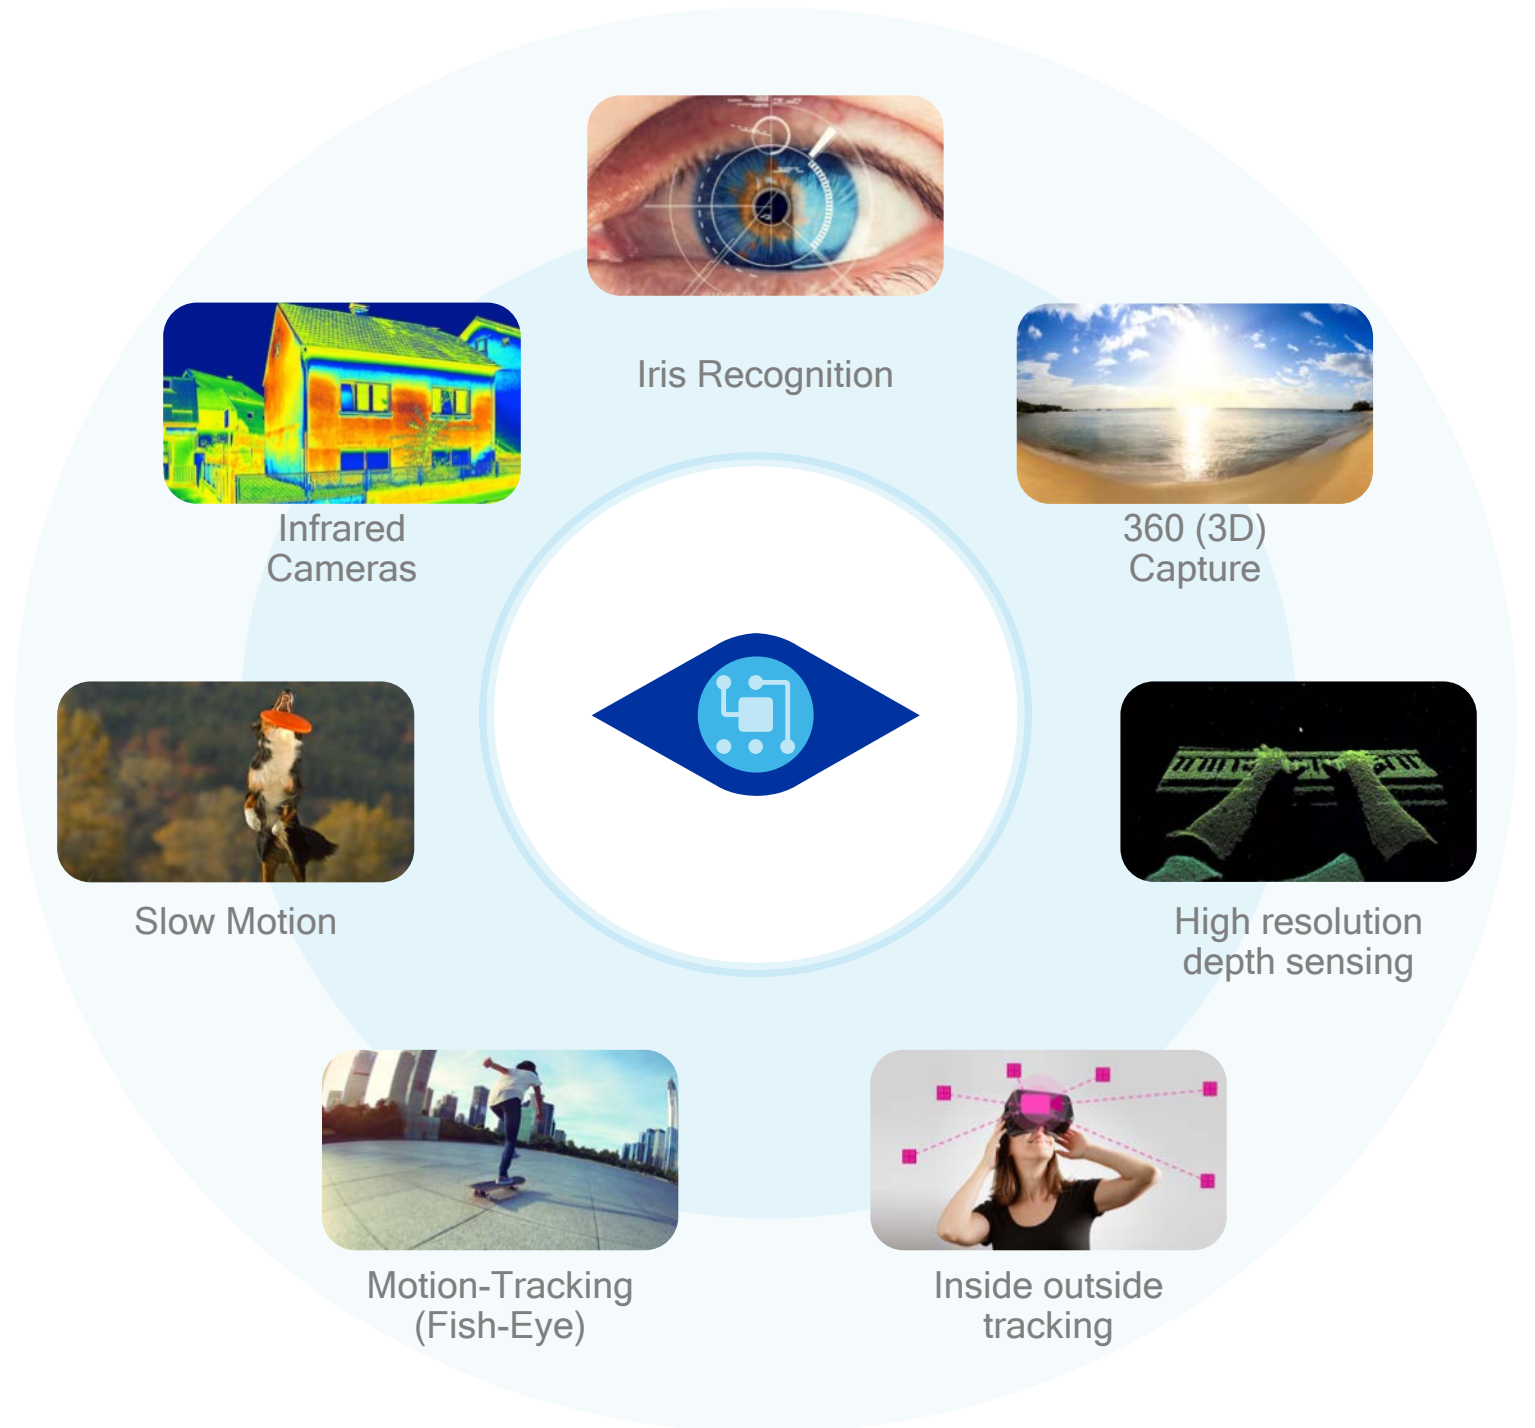 Iris Recognition
Infrared
Cameras
360 (3D)
Capture
Slow Motion
High resolution
depth sensing
Motion-Tracking
(Fish-Eye)
Inside outside
tracking